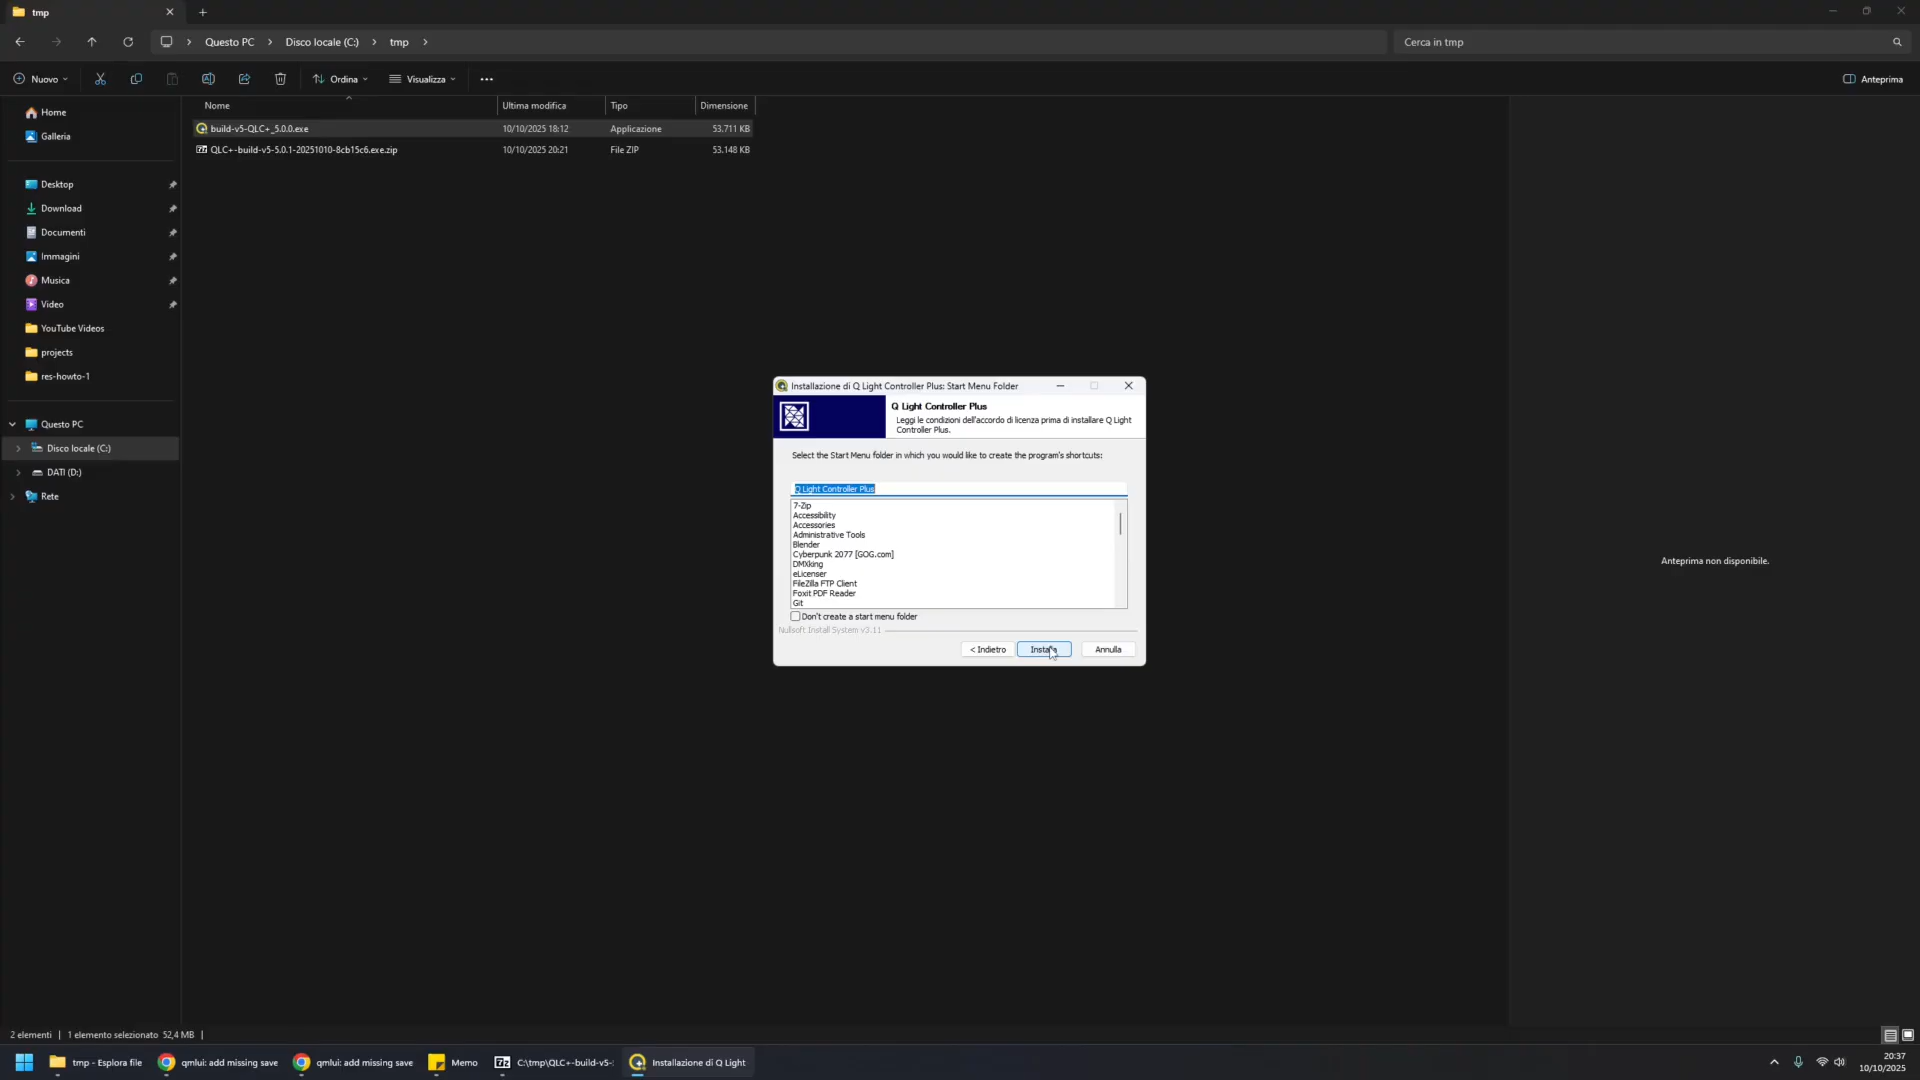 tmp
Questo PC
Disco locale (C:)
tmp
Cerca in tmp
Nuovo
Ordina
Visualizza
Anteprima
Home
Galleria
Desktop
Download
Documenti
Immagini
Musica
Video
YouTube Videos
projects
res-howto-1
Questo PC
Disco locale (C:)
DATI (D:)
Rete
Nome Ultima modifica Tipo Dimensione
build-v5-QLC+_5.0.0.exe 10/10/2025 18:12 Applicazione 53.711 KB
QLC+-build-v5-5.0.1-20251010-8cb15c6.exe.zip 10/10/2025 20:21 File ZIP 53.148 KB
Installazione di Q Light Controller Plus: Start Menu Folder
Q Light Controller Plus
Leggi le condizioni dell'accordo di licenza prima di installare Q Light
Controller Plus.
Select the Start Menu folder in which you would like to create the program's shortcuts:
Q Light Controller Plus
7-Zip
Accessibility
Accessories
Administrative Tools
Blender
Cyberpunk 2077 [GOG.com]
DMXking
eLicenser
FileZilla FTP Client
Foxit PDF Reader
Git
Don't create a start menu folder
Nullsoft Install System v3.11
< Indietro
Installa
Annulla
Anteprima non disponibile.
2 elementi
1 elemento selezionato 52,4 MB
tmp - Esplora file
qmlui: add missing save
qmlui: add missing save
Memo
C:\tmp\QLC+-build-v5-
Installazione di Q Light
20:37
10/10/2025